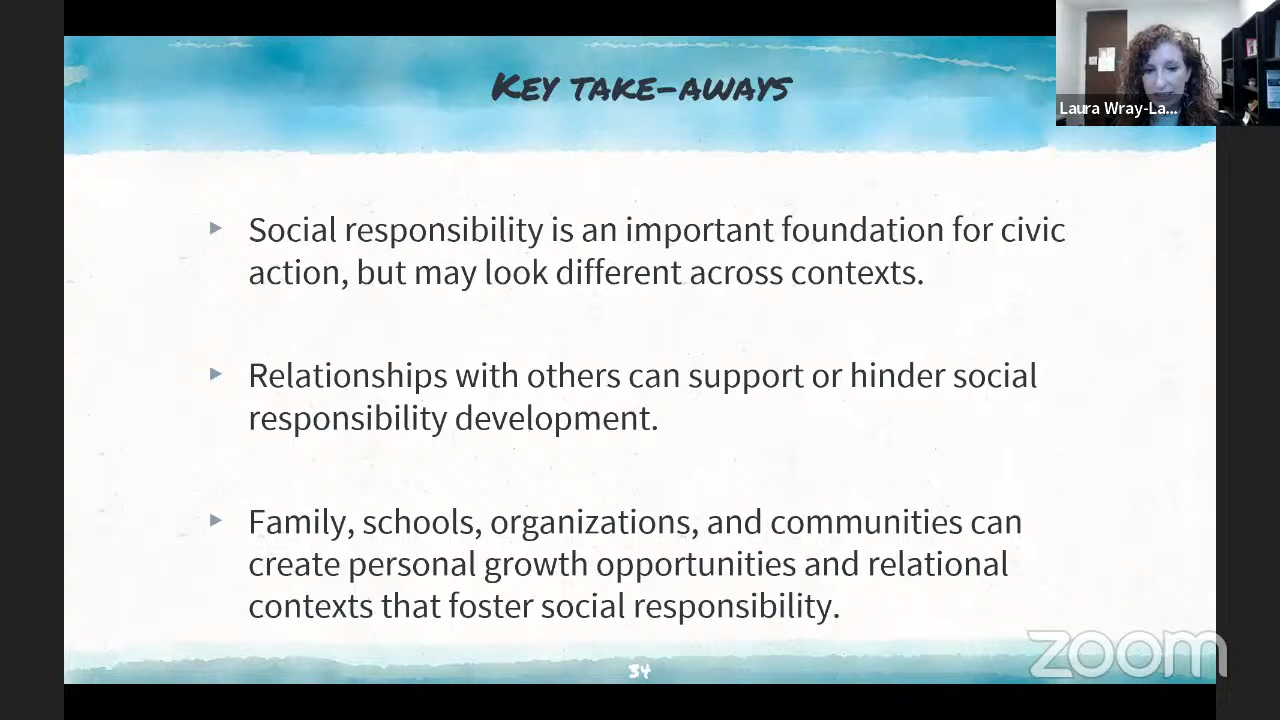 Key take-aways
Laura Wray-La...
Social responsibility is an important foundation for civic
action, but may look different across contexts.
Relationships with others can support or hinder social
responsibility development.
Family, schools, organizations, and communities can
create personal growth opportunities and relational
contexts that foster social responsibility.
zoom
34